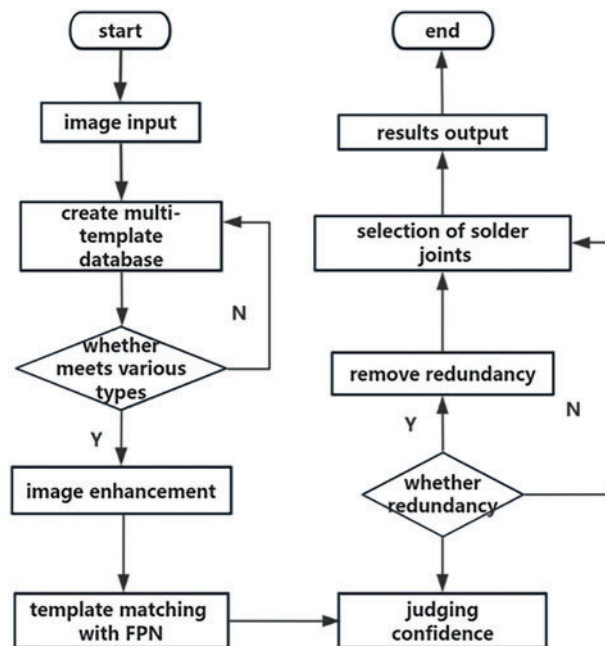 start
image input
create multi-
template
database
N
whether
meets various
types
Y
image enhancement
template matching
with FPN
judging
confidence
whether
redundancy
Y
N
remove redundancy
selection of solder
joints
results output
end